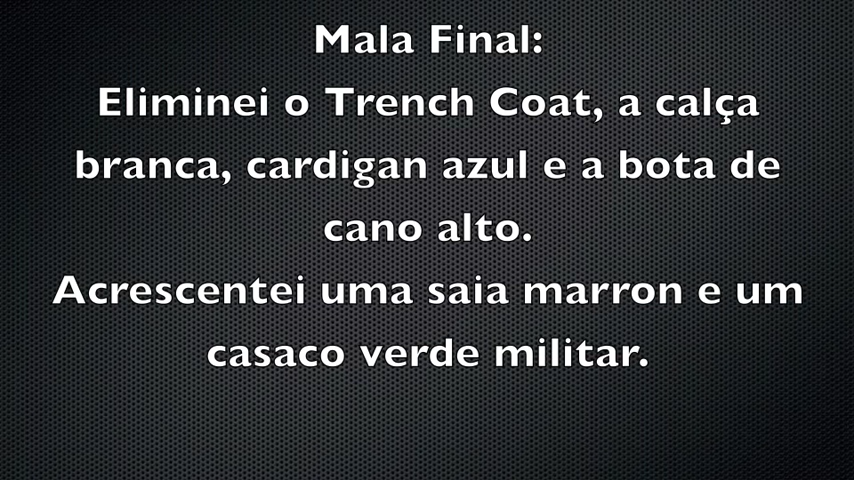 Mala Final:
Eliminei o Trench Coat, a calça
branca, cardigan azul e a bota de
cano alto.
Acrescentei uma saia marron e um
casaco verde militar.